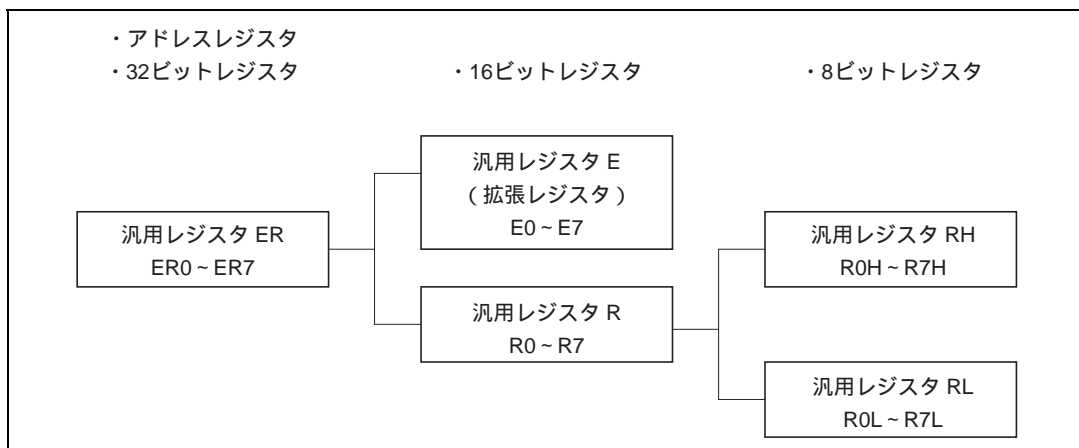 ・アドレスレジスタ
・32ビットレジスタ
・16ビットレジスタ
・8ビットレジスタ
汎用レジスタ ER
ER0 ~ ER7
汎用レジスタ E
( 拡張レジスタ )
E0 ~ E7
汎用レジスタ R
R0 ~ R7
汎用レジスタ RH
R0H ~ R7H
汎用レジスタ RL
R0L ~ R7L